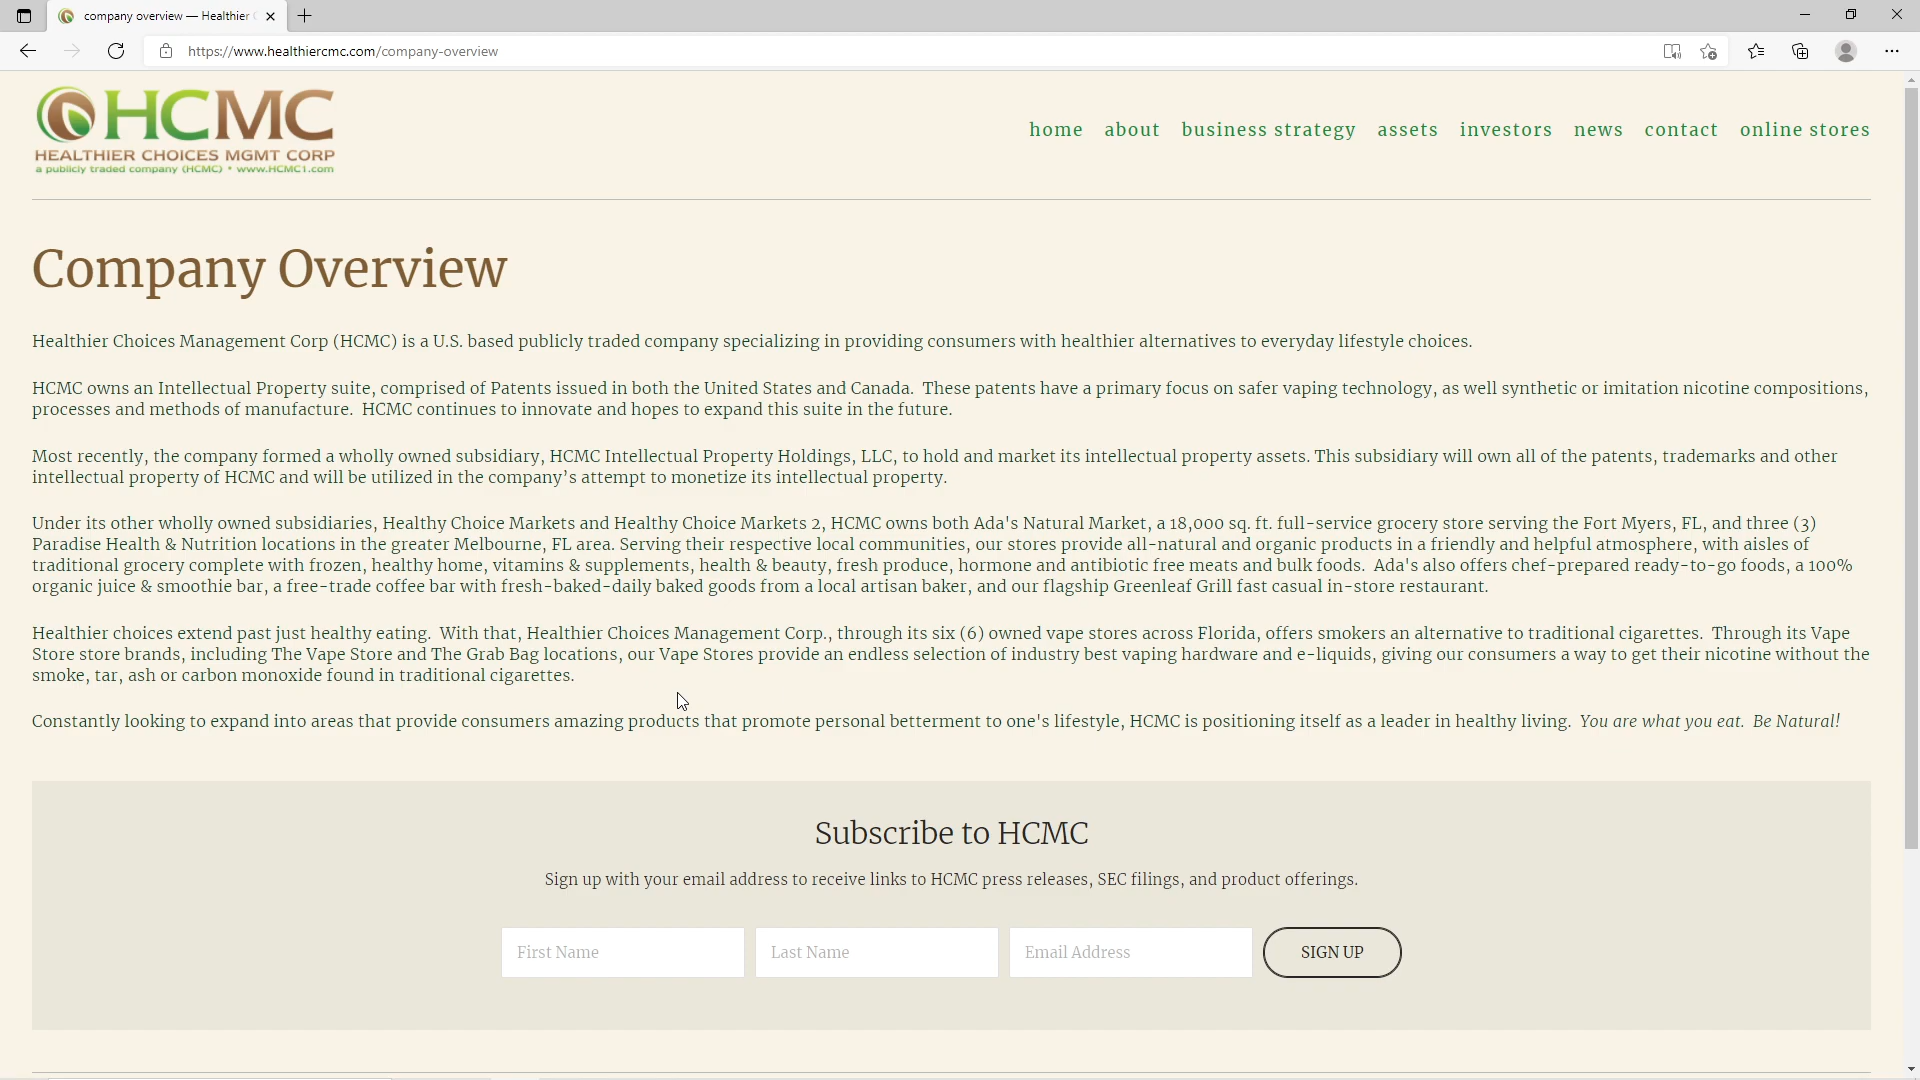 company overview — Healthier
https://www.healthiercmc.com/company-overview
HCMC
HEALTHIER CHOICES MGMT CORP
a publicly traded company (HCMC) • www.HCMC1.com
home about business strategy assets investors news contact online stores
Company Overview
Healthier Choices Management Corp (HCMC) is a U.S. based publicly traded company specializing in providing consumers with healthier alternatives to everyday lifestyle choices.
HCMC owns an Intellectual Property suite, comprised of Patents issued in both the United States and Canada.  These patents have a primary focus on safer vaping technology, as well synthetic or imitation nicotine compositions,
processes and methods of manufacture.  HCMC continues to innovate and hopes to expand this suite in the future.
Most recently, the company formed a wholly owned subsidiary, HCMC Intellectual Property Holdings, LLC, to hold and market its intellectual property assets. This subsidiary will own all of the patents, trademarks and other
intellectual property of HCMC and will be utilized in the company’s attempt to monetize its intellectual property.
Under its other wholly owned subsidiaries, Healthy Choice Markets and Healthy Choice Markets 2, HCMC owns both Ada's Natural Market, a 18,000 sq. ft. full-service grocery store serving the Fort Myers, FL, and three (3)
Paradise Health & Nutrition locations in the greater Melbourne, FL area. Serving their respective local communities, our stores provide all-natural and organic products in a friendly and helpful atmosphere, with aisles of
traditional grocery complete with frozen, healthy home, vitamins & supplements, health & beauty, fresh produce, hormone and antibiotic free meats and bulk foods.  Ada's also offers chef-prepared ready-to-go foods, a 100%
organic juice & smoothie bar, a free-trade coffee bar with fresh-baked-daily baked goods from a local artisan baker, and our flagship Greenleaf Grill fast casual in-store restaurant.
Healthier choices extend past just healthy eating.  With that, Healthier Choices Management Corp., through its six (6) owned vape stores across Florida, offers smokers an alternative to traditional cigarettes.  Through its Vape
Store store brands, including The Vape Store and The Grab Bag locations, our Vape Stores provide an endless selection of industry best vaping hardware and e-liquids, giving our consumers a way to get their nicotine without the
smoke, tar, ash or carbon monoxide found in traditional cigarettes.
Constantly looking to expand into areas that provide consumers amazing products that promote personal betterment to one's lifestyle, HCMC is positioning itself as a leader in healthy living.  You are what you eat.  Be Natural!
Subscribe to HCMC
Sign up with your email address to receive links to HCMC press releases, SEC filings, and product offerings.
First Name Last Name Email Address SIGN UP